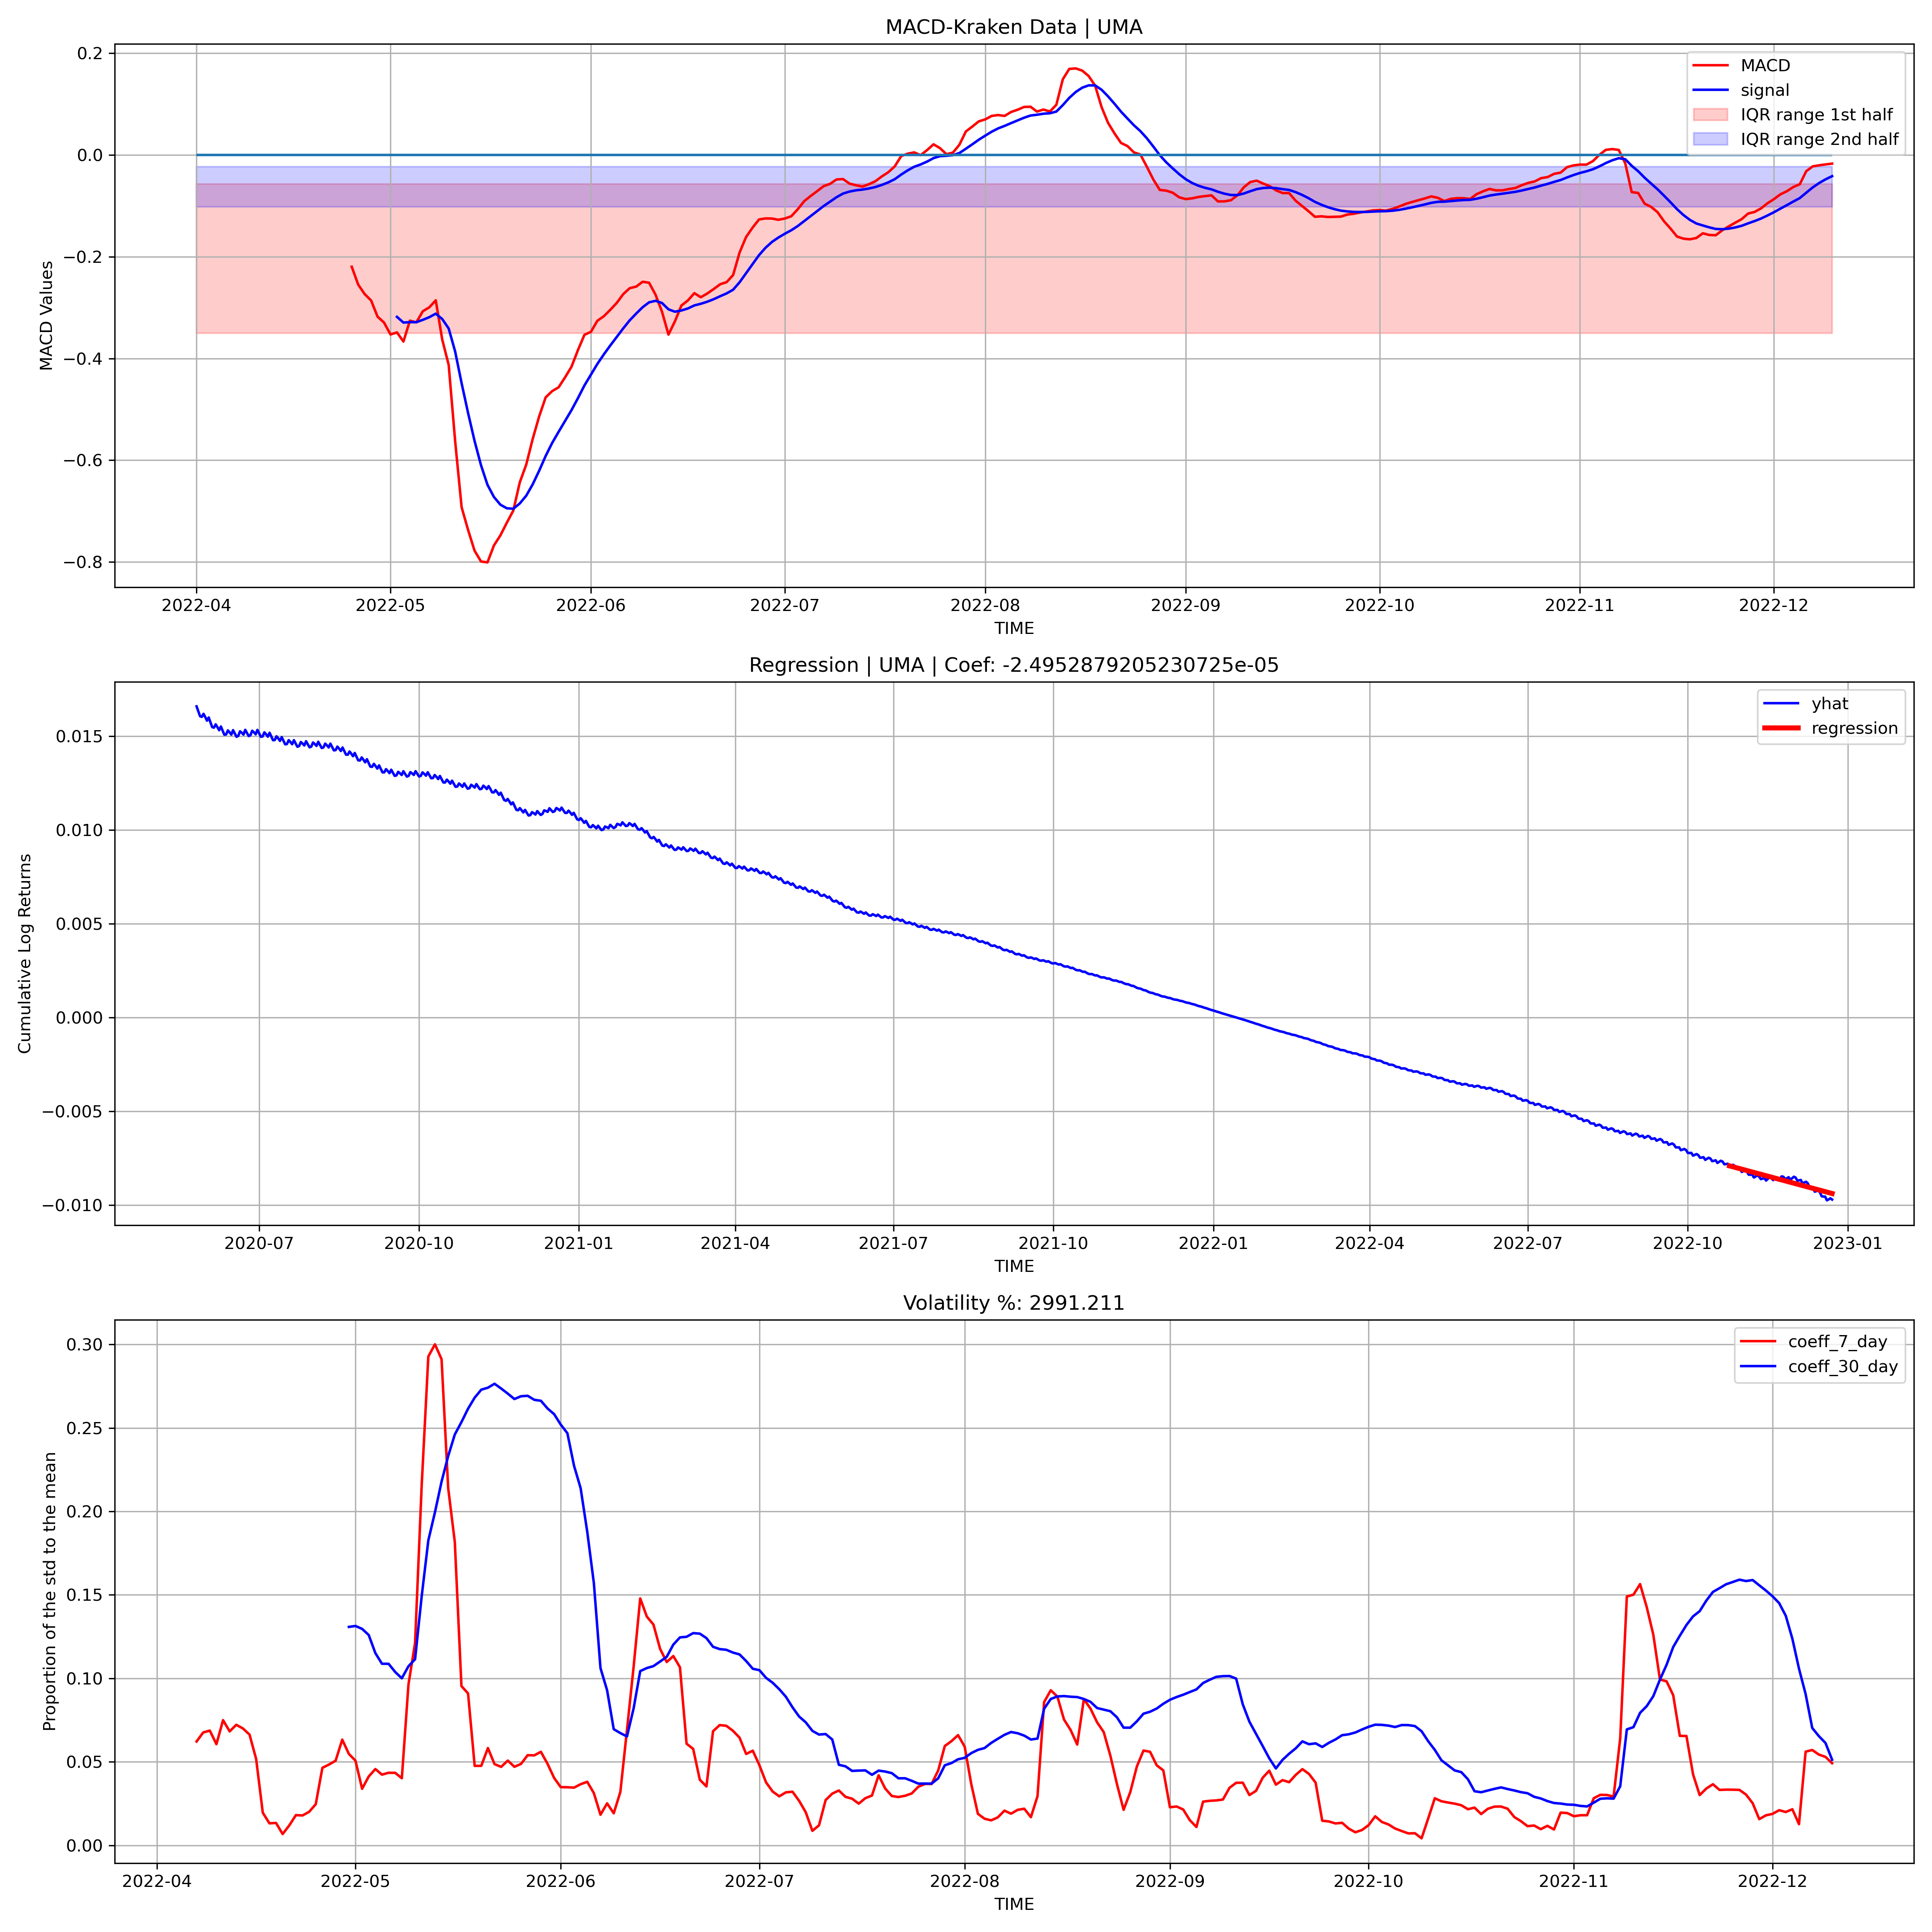 MACD-Kraken Data | UMA
MACD
signal
IQR range 1st half
IQR range 2nd half
MACD Values
0.2
0.0
−0.2
−0.4
−0.6
−0.8
2022-04 2022-05 2022-06 2022-07 2022-08 2022-09 2022-10 2022-11 2022-12
TIME
Regression | UMA | Coef: -2.4952879205230725e-05
yhat
regression
Cumulative Log Returns
0.015
0.010
0.005
0.000
−0.005
−0.010
2020-07 2020-10 2021-01 2021-04 2021-07 2021-10 2022-01 2022-04 2022-07 2022-10 2023-01
TIME
Volatility %: 2991.211
coeff_7_day
coeff_30_day
Proportion of the std to the mean
0.30
0.25
0.20
0.15
0.10
0.05
0.00
2022-04 2022-05 2022-06 2022-07 2022-08 2022-09 2022-10 2022-11 2022-12
TIME